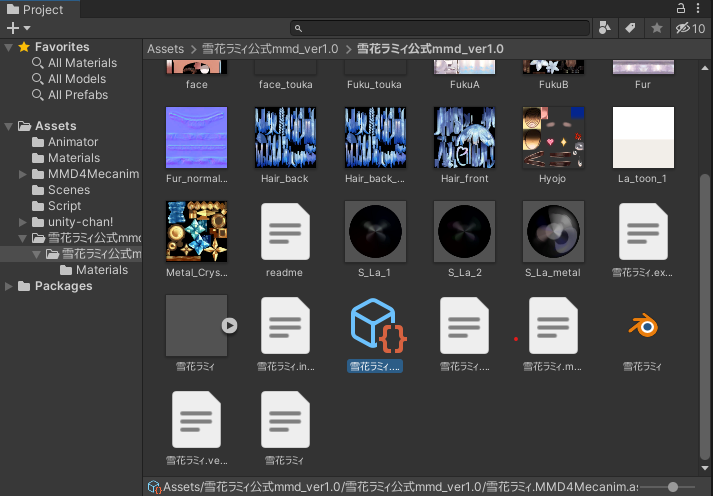 Project
10
Favorites
All Materials
All Models
All Prefabs
Assets
Animator
Materials
MMD4Mecanim
Scenes
Script
unity-chan!
雪花ラミィ公式mmd
雪花ラミィ公式m
Materials
Packages
Assets > 雪花ラミィ公式mmd_ver1.0 > 雪花ラミィ公式mmd_ver1.0
face
face_touka
Fuku_touka
FukuA
FukuB
Fur
Fur_normal...
Hair_back
Hair_back_...
Hair_front
Hyojo
La_toon_1
Metal_Crys...
readme
S_La_1
S_La_2
S_La_metal
雪花ラミィ.ex...
雪花ラミィ
雪花ラミィ.in...
雪花ラミィ....
雪花ラミィ....
雪花ラミィ.m...
雪花ラミィ
雪花ラミィ.ve...
雪花ラミィ
Assets/雪花ラミィ公式mmd_ver1.0/雪花ラミィ公式mmd_ver1.0/雪花ラミィ.MMD4Mecanim.as